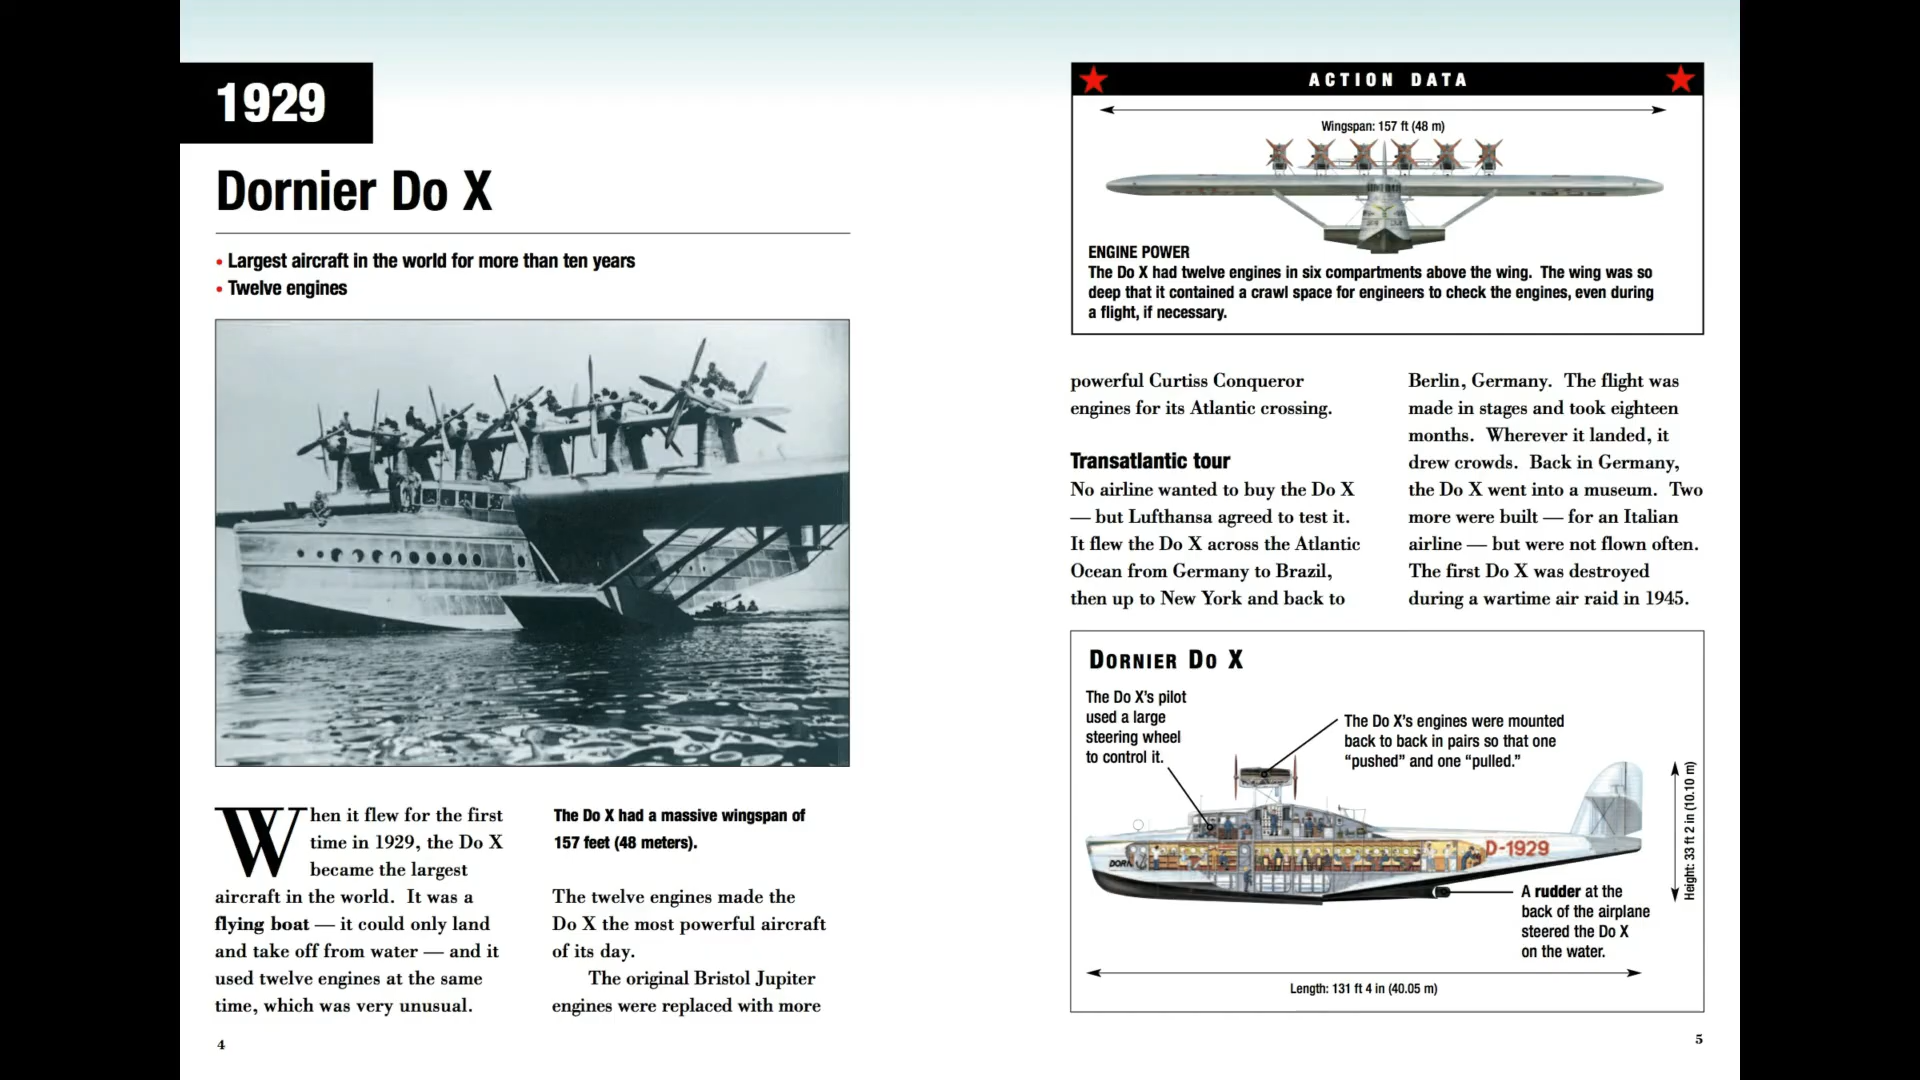 1929
Dornier Do X
• Largest aircraft in the world for more than ten years
• Twelve engines
When it flew for the first
time in 1929, the Do X
became the largest
aircraft in the world. It was a
flying boat — it could only land
and take off from water — and it
used twelve engines at the same
time, which was very unusual.
The Do X had a massive wingspan of
157 feet (48 meters).
The twelve engines made the
Do X the most powerful aircraft
of its day.
The original Bristol Jupiter
engines were replaced with more
4
ACTION DATA
Wingspan: 157 ft (48 m)
ENGINE POWER
The Do X had twelve engines in six compartments above the wing. The wing was so
deep that it contained a crawl space for engineers to check the engines, even during
a flight, if necessary.
powerful Curtiss Conqueror
engines for its Atlantic crossing.
Transatlantic tour
No airline wanted to buy the Do X
— but Lufthansa agreed to test it.
It flew the Do X across the Atlantic
Ocean from Germany to Brazil,
then up to New York and back to
Berlin, Germany. The flight was
made in stages and took eighteen
months. Wherever it landed, it
drew crowds. Back in Germany,
the Do X went into a museum. Two
more were built — for an Italian
airline — but were not flown often.
The first Do X was destroyed
during a wartime air raid in 1945.
DORNIER DO X
The Do X's pilot
used a large
steering wheel
to control it.
The Do X's engines were mounted
back to back in pairs so that one
“pushed” and one “pulled.”
D-1929
A rudder at the
back of the airplane
steered the Do X
on the water.
Height: 33 ft 2 in (10.10 m)
Length: 131 ft 4 in (40.05 m)
5